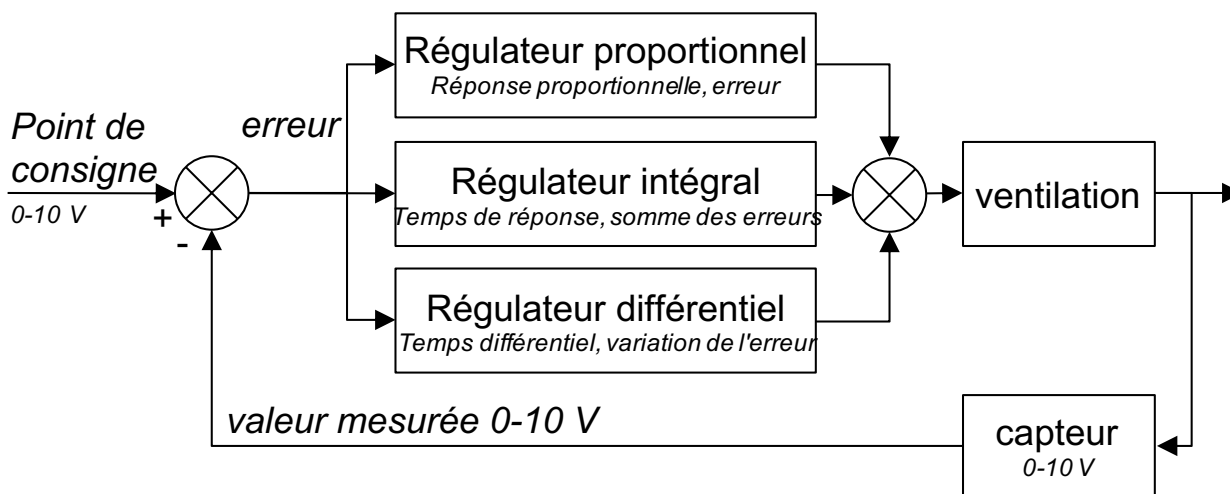 Régulateur proportionnel
Réponse proportionnelle, erreur
Point de
consigne
0-10 V
+
-
erreur
Régulateur intégral
Temps de réponse, somme des erreurs
ventilation
Régulateur différentiel
Temps différentiel, variation de l'erreur
valeur mesurée 0-10 V
capteur
0-10 V